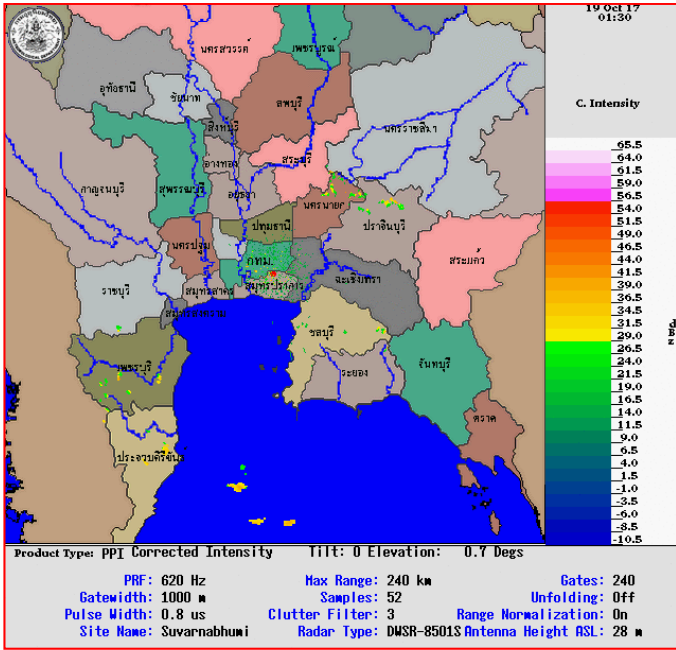 19 Oct 17
01:30
C. Intensity
65.5
64.0
61.5
59.0
56.5
54.0
51.5
49.0
46.5
44.0
41.5
39.0
36.5
34.0
31.5
29.0
26.5
24.0
21.5
19.0
16.5
14.0
11.5
9.0
6.5
4.0
1.5
-1.0
-3.5
-6.0
-8.5
-10.5
นครสวรรค์
เพชรบูรณ์
อุทัยธานี
ชัยนาท
ลพบุรี
สิงห์บุรี
นครราชสีมา
อ่างทอง
สระบุรี
กาญจนบุรี
สุพรรณบุรี
อยุธยา
นครนายก
ปราจีนบุรี
ปทุมธานี
นครปฐม
กทม.
สระแก้ว
ฉะเชิงเทรา
ราชบุรี
สมุทรสาคร
สมุทรปราการ
สมุทรสงคราม
ชลบุรี
เพชรบุรี
ระยอง
จันทบุรี
ตราด
ประจวบคีรีขันธ์
Product Type: PPI Corrected Intensity Tilt: 0 Elevation: 0.7 Degs
PRF: 620 Hz Max Range: 240 km Gates: 240
Gatewidth: 1000 m Samples: 52 Unfolding: Off
Pulse Width: 0.8 us Clutter Filter: 3 Range Normalization: On
Site Name: Suvarnabhumi Radar Type: DWSR-8501S Antenna Height ASL: 28 m